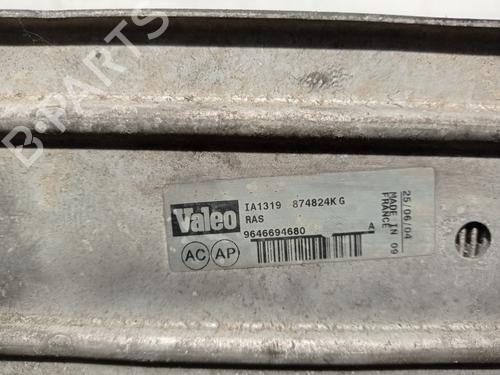 B-PARTS
Valeo
IA1319 874824K G
RAS
9646694680 A
AC AP
25/06/04
MADE IN 09
FRANCE